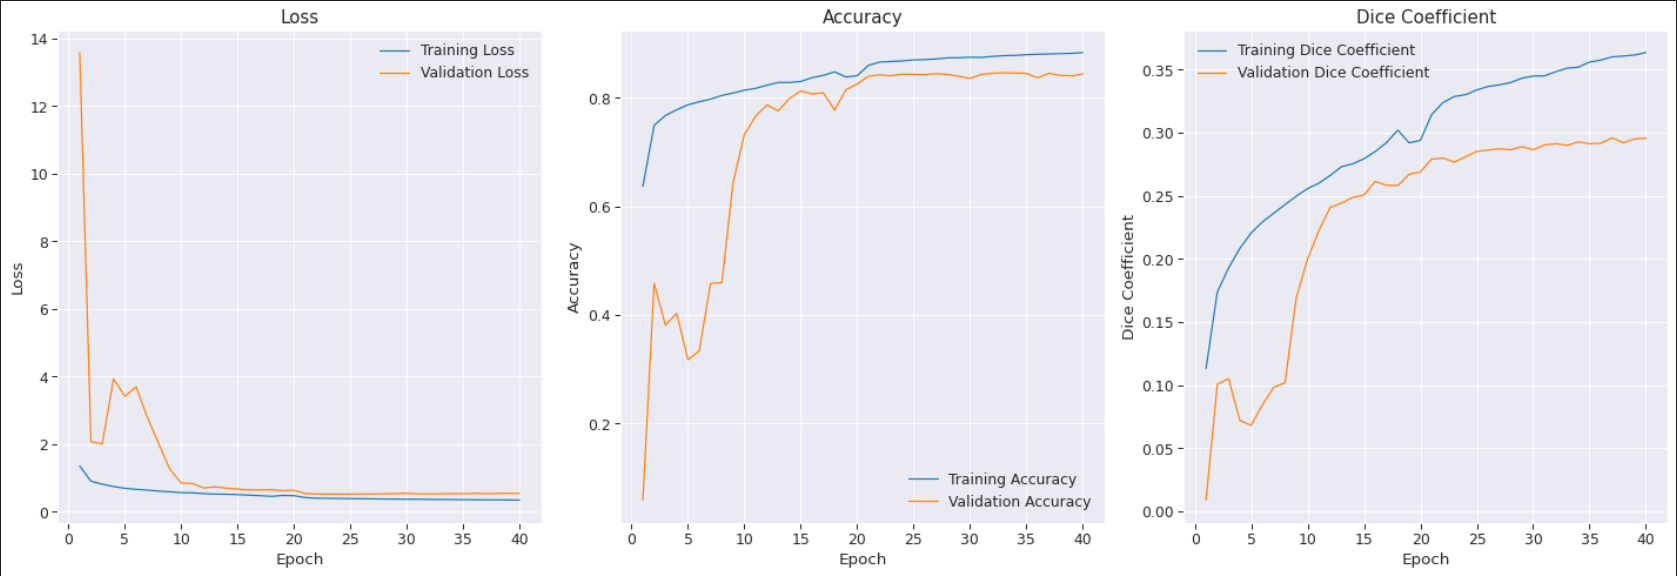 Loss
14
12
10
8
6
4
2
0
Loss
Training Loss
Validation Loss
0 5 10 15 20 25 30 35 40
Epoch
Accuracy
0.8
0.6
0.4
0.2
Accuracy
Training Accuracy
Validation Accuracy
0 5 10 15 20 25 30 35 40
Epoch
Dice Coefficient
0.35
0.30
0.25
0.20
0.15
0.10
0.05
0.00
Dice Coefficient
Training Dice Coefficient
Validation Dice Coefficient
0 5 10 15 20 25 30 35 40
Epoch